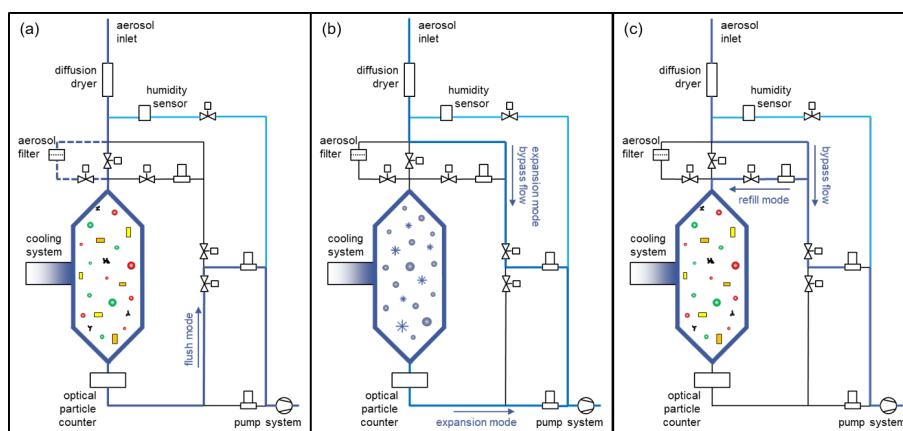 (a)
aerosol
inlet
diffusion
dryer
humidity
sensor
aerosol
filter
cooling
system
flush mode
optical
particle
counter
pump system
(b)
aerosol
inlet
diffusion
dryer
humidity
sensor
aerosol
filter
expansion mode
bypass flow
cooling
system
optical
particle
counter
expansion mode
pump system
(c)
aerosol
inlet
diffusion
dryer
humidity
sensor
aerosol
filter
bypass flow
refill mode
cooling
system
optical
particle
counter
pump system